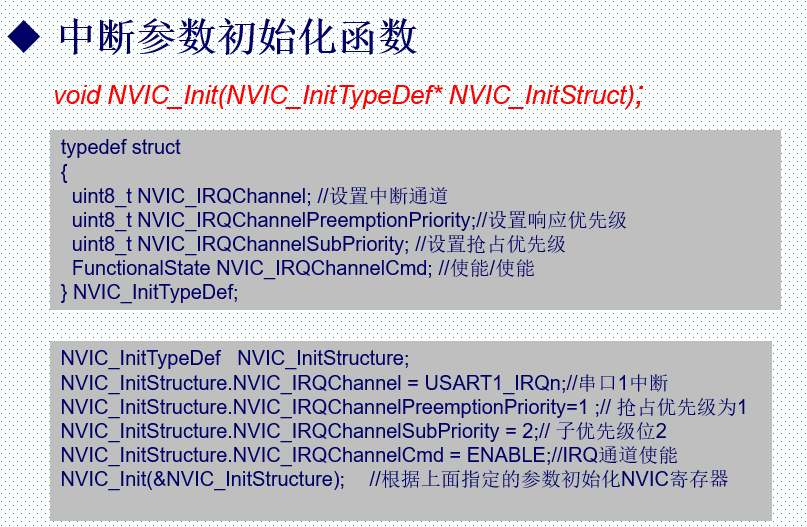 ◆ 中断参数初始化函数
void NVIC_Init(NVIC_InitTypeDef* NVIC_InitStruct);
typedef struct
{
uint8_t NVIC_IRQChannel; //设置中断通道
uint8_t NVIC_IRQChannelPreemptionPriority;//设置响应优先级
uint8_t NVIC_IRQChannelSubPriority; //设置抢占优先级
FunctionalState NVIC_IRQChannelCmd; //使能/使能
} NVIC_InitTypeDef;
NVIC_InitTypeDef NVIC_InitStructure;
NVIC_InitStructure.NVIC_IRQChannel = USART1_IRQn;//串口1中断
NVIC_InitStructure.NVIC_IRQChannelPreemptionPriority=1 ;// 抢占优先级为1
NVIC_InitStructure.NVIC_IRQChannelSubPriority = 2;// 子优先级位2
NVIC_InitStructure.NVIC_IRQChannelCmd = ENABLE;//IRQ通道使能
NVIC_Init(&NVIC_InitStructure); //根据上面指定的参数初始化NVIC寄存器